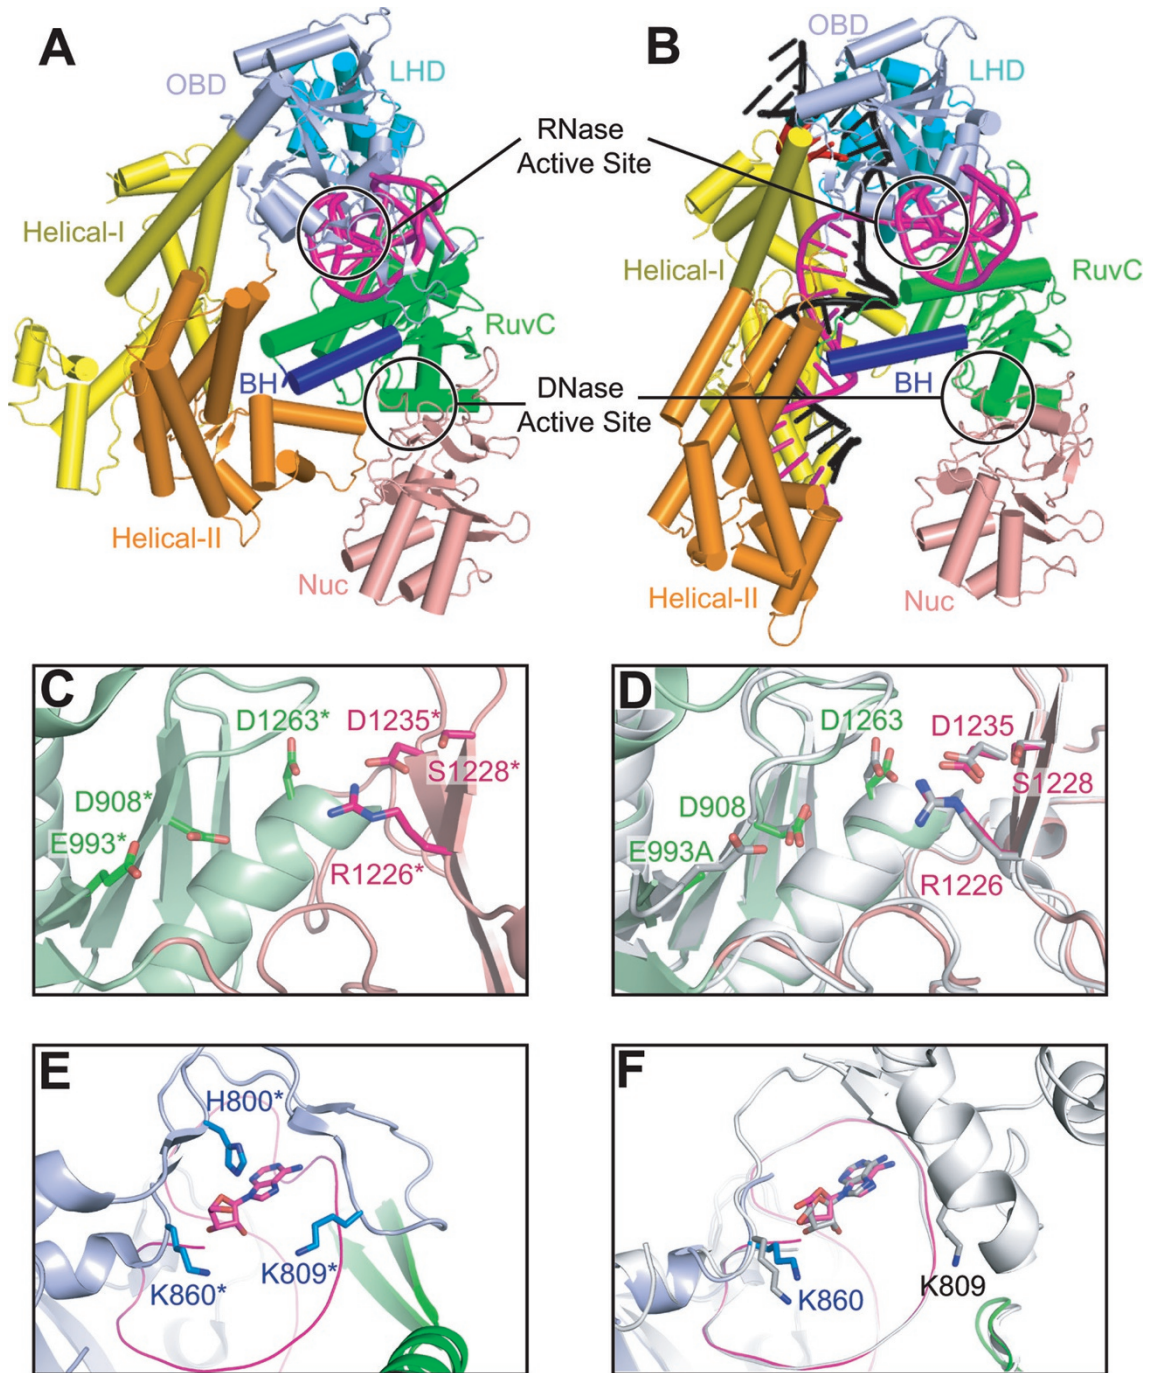 A
OBD
LHD
Helical-I
RuvC
BH
Helical-II
Nuc
RNase
Active Site
DNase
Active Site
B
OBD
LHD
Helical-I
RuvC
BH
Helical-II
Nuc
C
D1263*
D1235*
S1228*
D908*
E993*
R1226*
D
D1263
D1235
S1228
D908
E993A
R1226
E
H800*
K809*
K860*
F
K860
K809